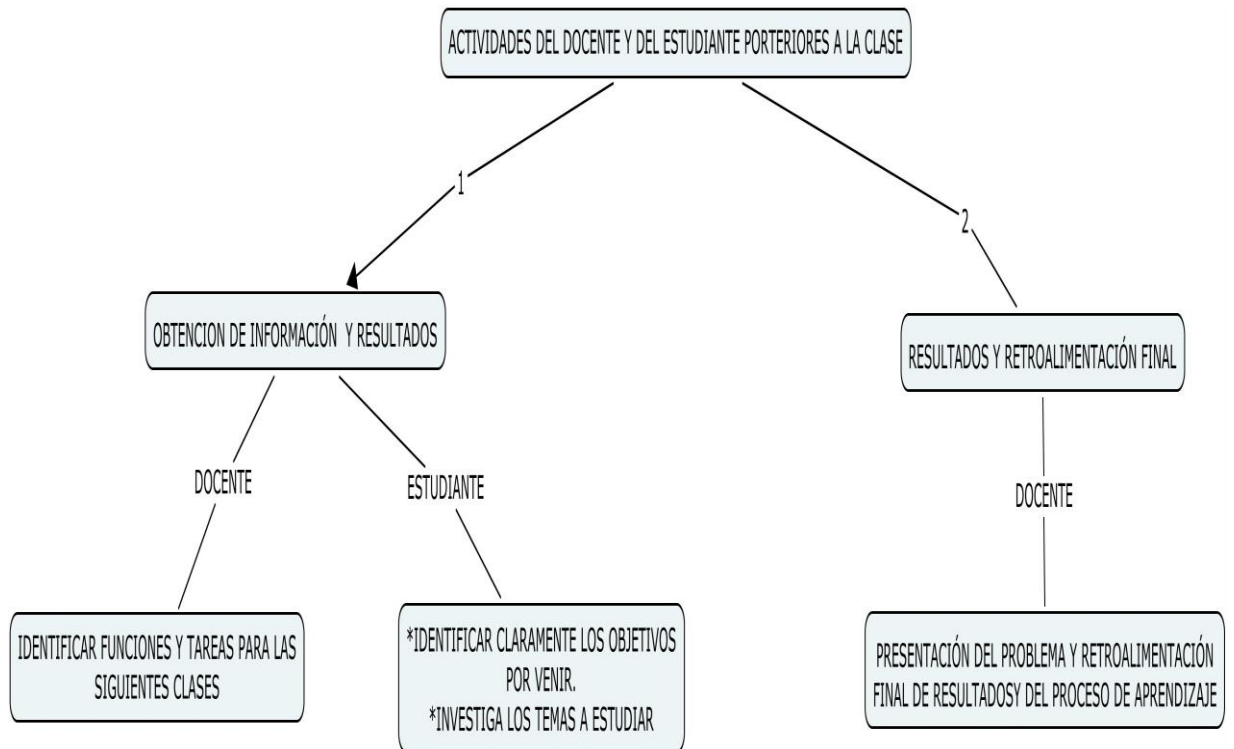 ACTIVIDADES DEL DOCENTE Y DEL ESTUDIANTE PORTERIORES A LA CLASE
1
2
OBTENCION DE INFORMACIÓN Y RESULTADOS
RESULTADOS Y RETROALIMENTACIÓN FINAL
DOCENTE
ESTUDIANTE
DOCENTE
IDENTIFICAR FUNCIONES Y TAREAS PARA LAS
SIGUIENTES CLASES
*IDENTIFICAR CLARAMENTE LOS OBJETIVOS
POR VENIR.
*INVESTIGA LOS TEMAS A ESTUDIAR
PRESENTACIÓN DEL PROBLEMA Y RETROALIMENTACIÓN
FINAL DE RESULTADOSY DEL PROCESO DE APRENDIZAJE